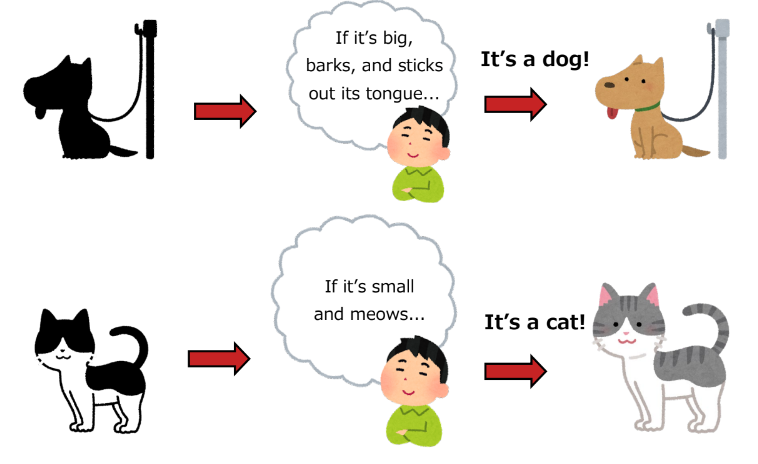 If it’s big,
barks, and sticks
out its tongue...
It’s a dog!
If it’s small
and meows...
It’s a cat!